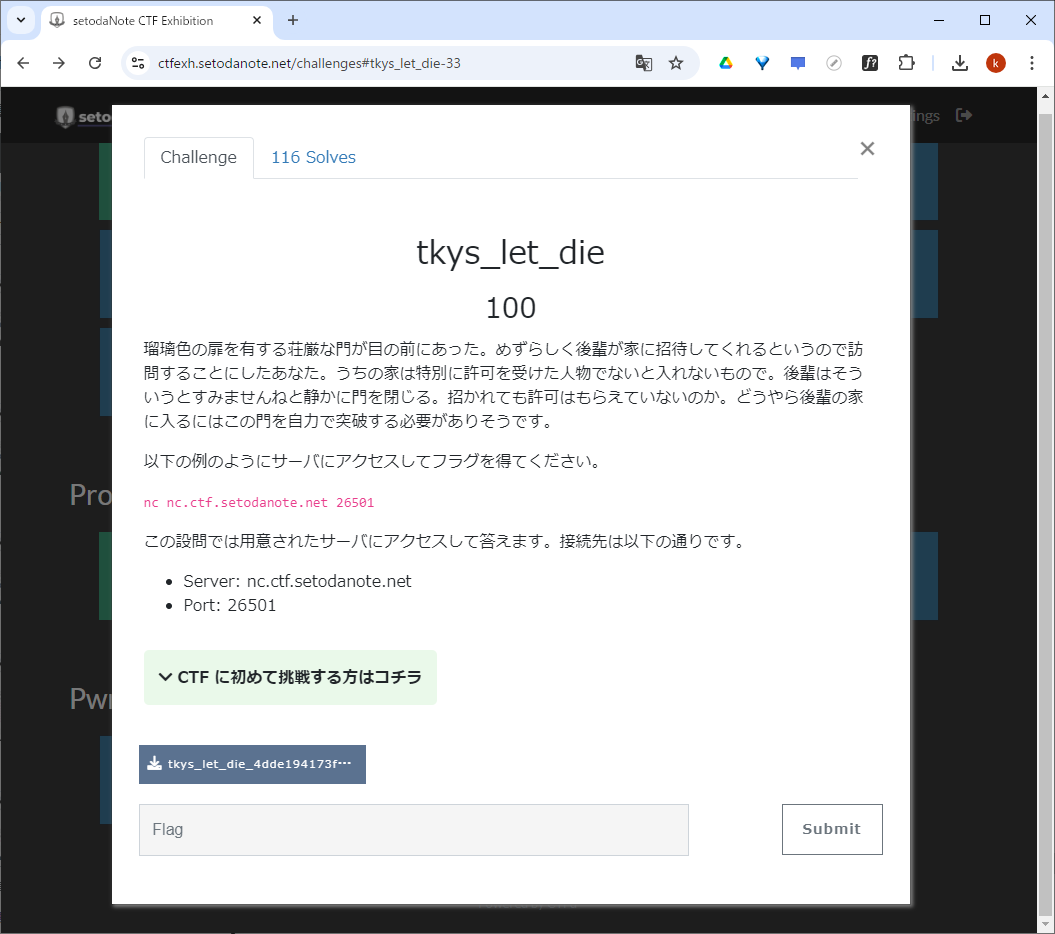 setodaNote CTF Exhibition
ctfexh.setodanote.net/challenges#tkys_let_die-33
k
seto
ings
Challenge
116 Solves
tkys_let_die
100
瑠璃色の扉を有する荘厳な門が目の前にあった。めずらしく後輩が家に招待してくれるというので訪
問することにしたあなた。うちの家は特別に許可を受けた人物でないと入れないもので。後輩はそう
いうとすみませんねと静かに門を閉じる。招かれても許可はもらえていないのか。どうやら後輩の家
に入るにはこの門を自力で突破する必要がありそうです。
以下の例のようにサーバにアクセスしてフラグを得てください。
nc nc.ctf.setodanote.net 26501
この設問では用意されたサーバにアクセスして答えます。接続先は以下の通りです。
Server: nc.ctf.setodanote.net
Port: 26501
CTF に初めて挑戦する方はコチラ
tkys_let_die_4dde194173f…
Flag
Submit
Pro
Pwn